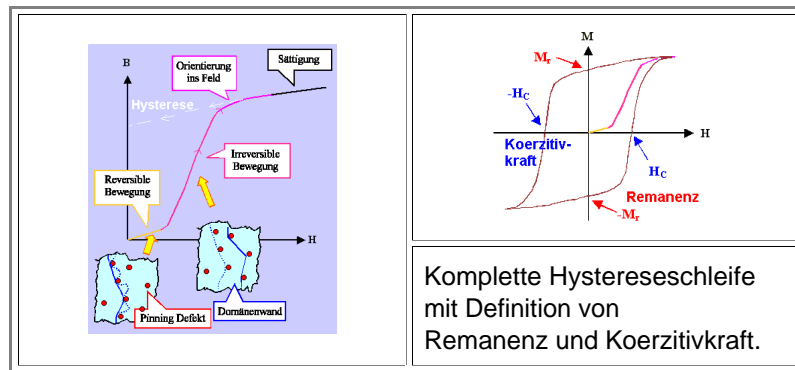 B
Orientierung
ins Feld
Sättigung
Hysterese
Irreversible
Bewegung
Reversible
Bewegung
H
Pinning Defekt
Domänenwand
M
Mr
-HC
H
Koerzitiv-
kraft
HC
Remanenz
-Mr
Komplette Hystereseschleife
mit Definition von
Remanenz und Koerzitivkraft.